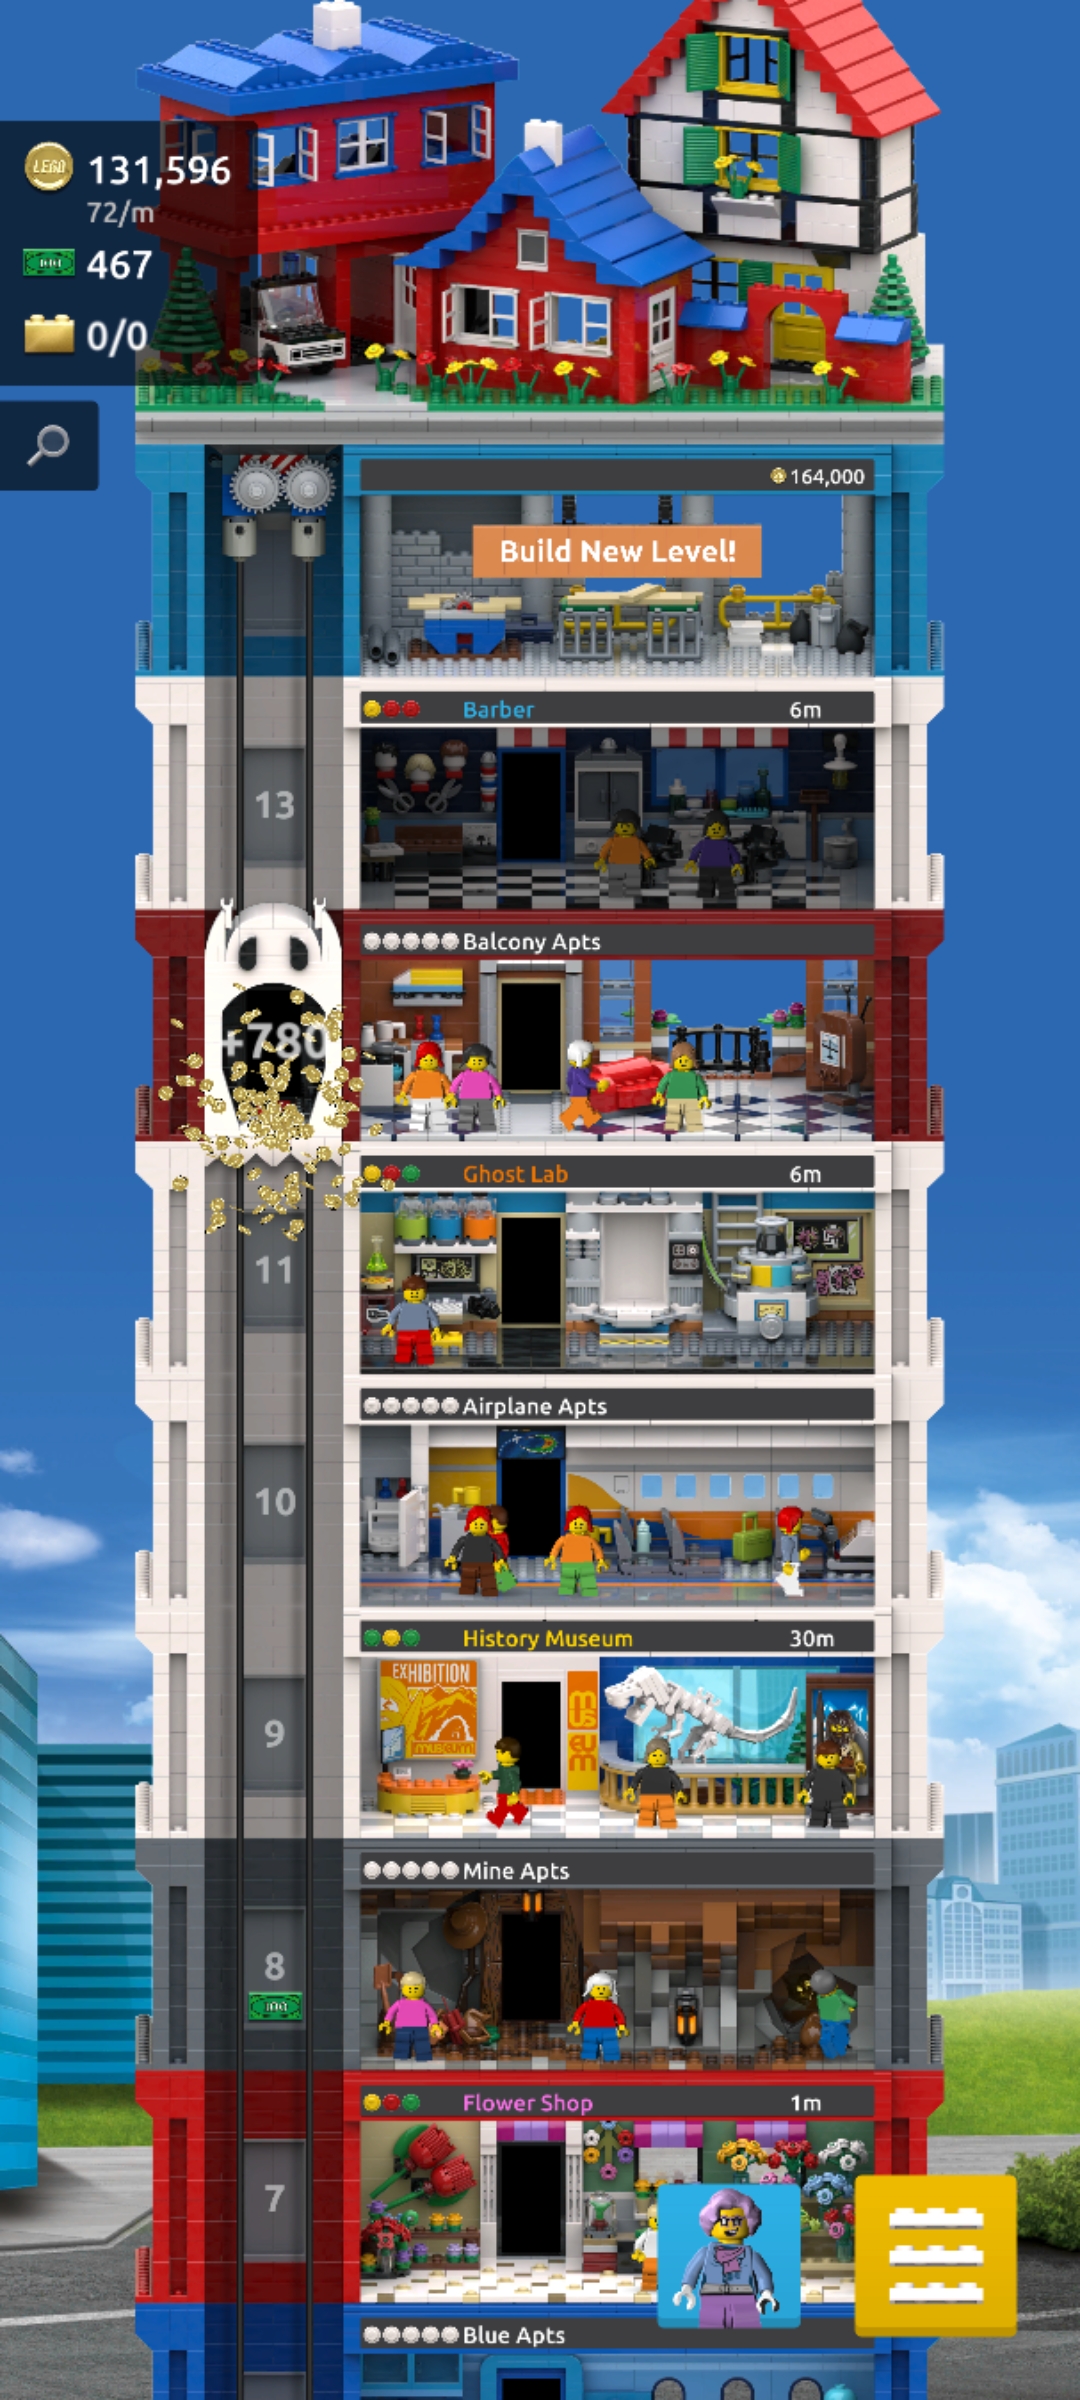 LEGO
131,596
72/m
467
0/0
164,000
Build New Level!
Barber
6m
13
Balcony Apts
+780
Ghost Lab
6m
11
Airplane Apts
10
History Museum
30m
EXHIBITION
MUSEUM
museum
9
Mine Apts
8
Flower Shop
1m
7
Blue Apts